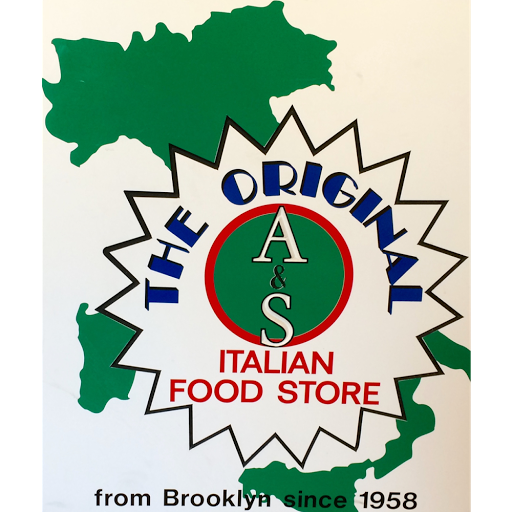 THE ORIGINAL
A
&
S
ITALIAN
FOOD STORE
from Brooklyn since 1958